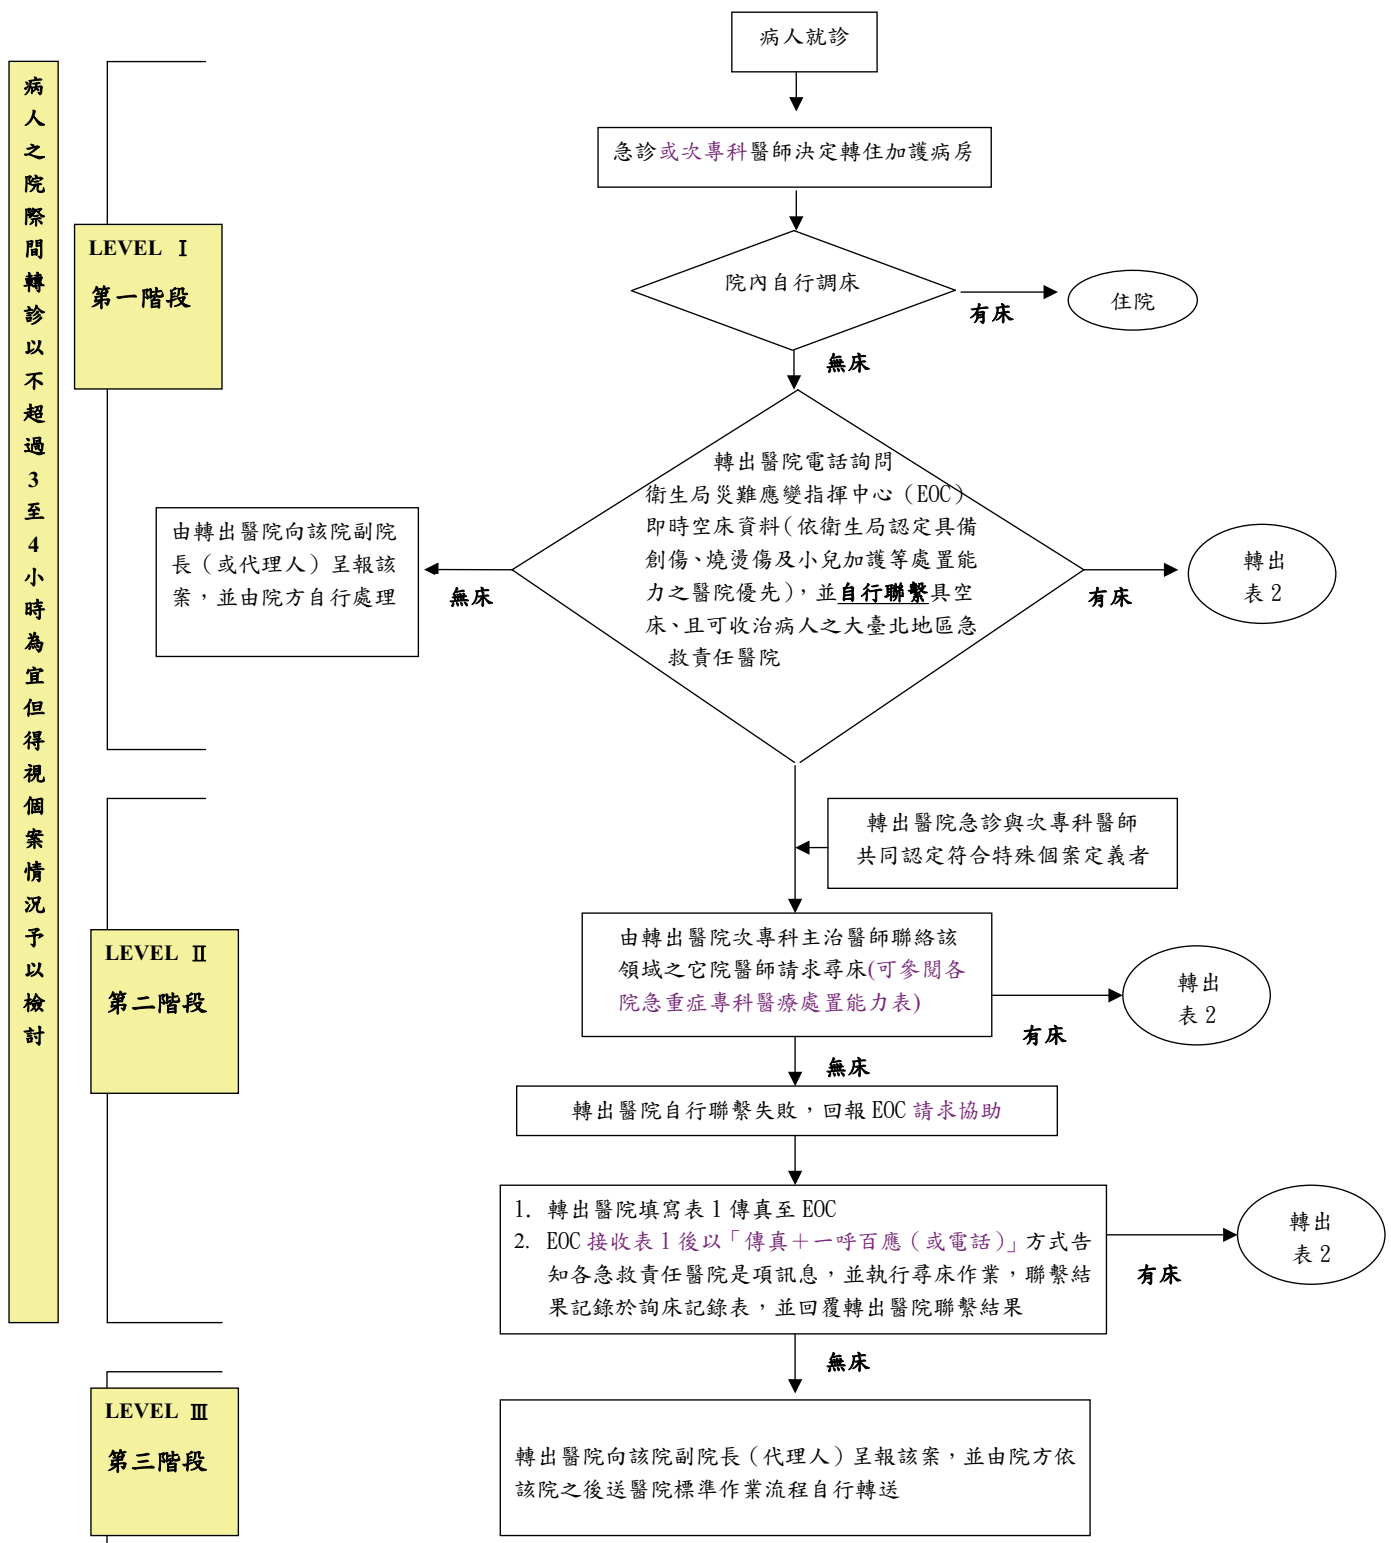 病人之院際間轉診以不超過3至4小時為宜但得視個案情況予以檢討
病人就診
急診或次專科醫師決定轉住加護病房
LEVEL Ⅰ
第一階段
院內自行調床
有床
住院
無床
轉出醫院電話詢問
衛生局災難應變指揮中心（EOC）
即時空床資料（依衛生局認定具備
創傷、燒燙傷及小兒加護等處置能
力之醫院優先），並自行聯繫具空
床、且可收治病人之大臺北地區急
救責任醫院
無床
由轉出醫院向該院副院
長（或代理人）呈報該
案，並由院方自行處理
有床
轉出
表 2
轉出醫院急診與次專科醫師
共同認定符合特殊個案定義者
LEVEL Ⅱ
第二階段
由轉出醫院次專科主治醫師聯絡該
領域之它院醫師請求尋床(可參閱各
院急重症專科醫療處置能力表)
有床
轉出
表 2
無床
轉出醫院自行聯繫失敗，回報 EOC 請求協助
1. 轉出醫院填寫表 1 傳真至 EOC
2. EOC 接收表 1 後以「傳真＋一呼百應（或電話）」方式告
知各急救責任醫院是項訊息，並執行尋床作業，聯繫結
果記錄於詢床記錄表，並回覆轉出醫院聯繫結果
有床
轉出
表 2
無床
LEVEL Ⅲ
第三階段
轉出醫院向該院副院長（代理人）呈報該案，並由院方依
該院之後送醫院標準作業流程自行轉送